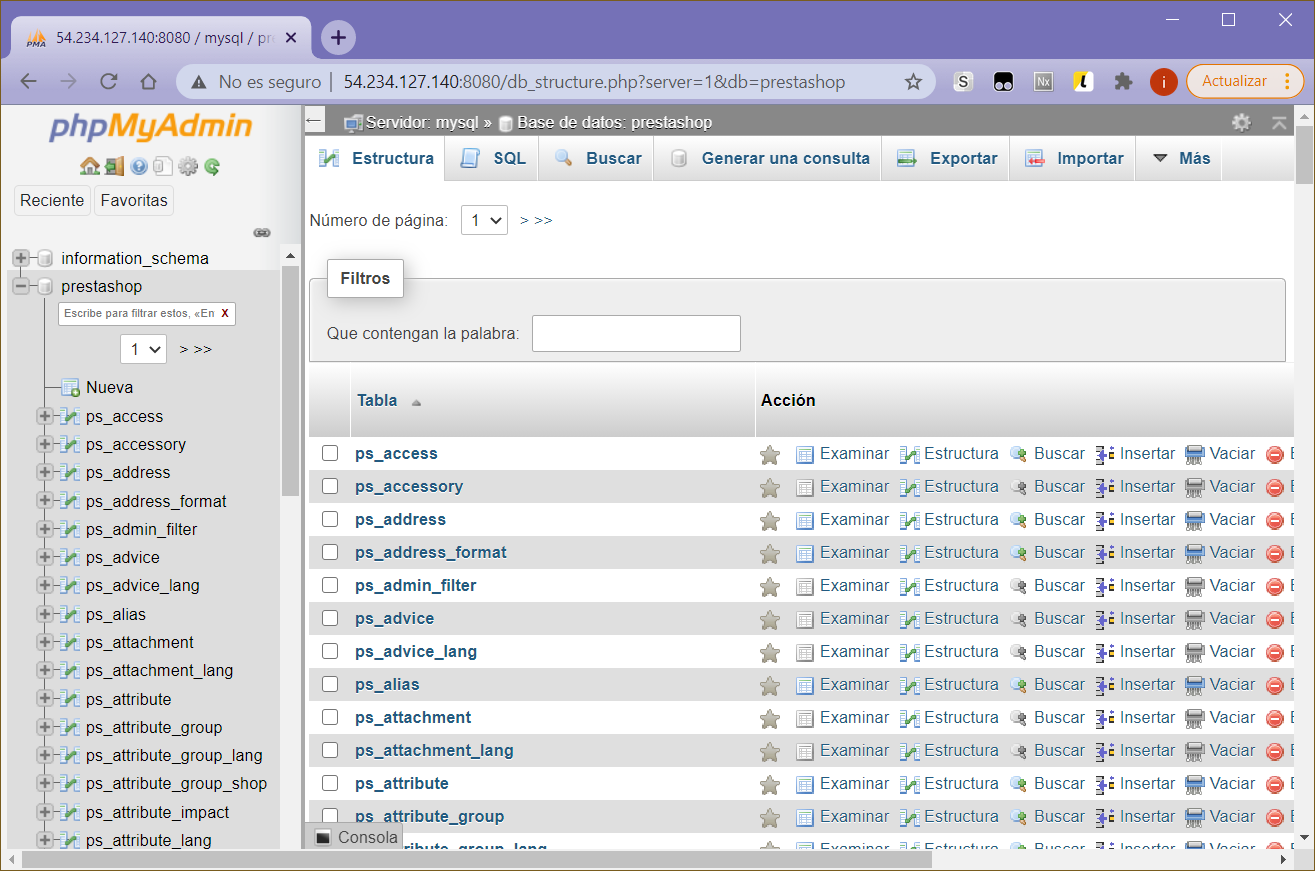 PMA 54.234.127.140:8080 / mysql / pr
No es seguro | 54.234.127.140:8080/db_structure.php?server=1&db=prestashop
S Nx t i Actualizar
phpMyAdmin
Reciente Favoritas
information_schema
prestashop
Escribe para filtrar estos, «En X
1 > >>
Nueva
ps_access
ps_accessory
ps_address
ps_address_format
ps_admin_filter
ps_advice
ps_advice_lang
ps_alias
ps_attachment
ps_attachment_lang
ps_attribute
ps_attribute_group
ps_attribute_group_lang
ps_attribute_group_shop
ps_attribute_impact
ps_attribute_lang
Servidor: mysql » Base de datos: prestashop
Estructura SQL Buscar Generar una consulta Exportar Importar Más
Número de página: 1 > >>
Filtros
Que contengan la palabra:
Tabla Acción
ps_access Examinar Estructura Buscar Insertar Vaciar
ps_accessory Examinar Estructura Buscar Insertar Vaciar
ps_address Examinar Estructura Buscar Insertar Vaciar
ps_address_format Examinar Estructura Buscar Insertar Vaciar
ps_admin_filter Examinar Estructura Buscar Insertar Vaciar
ps_advice Examinar Estructura Buscar Insertar Vaciar
ps_advice_lang Examinar Estructura Buscar Insertar Vaciar
ps_alias Examinar Estructura Buscar Insertar Vaciar
ps_attachment Examinar Estructura Buscar Insertar Vaciar
ps_attachment_lang Examinar Estructura Buscar Insertar Vaciar
ps_attribute Examinar Estructura Buscar Insertar Vaciar
ps_attribute_group Examinar Estructura Buscar Insertar Vaciar
Examinar Estructura Buscar Insertar Vaciar
Consola